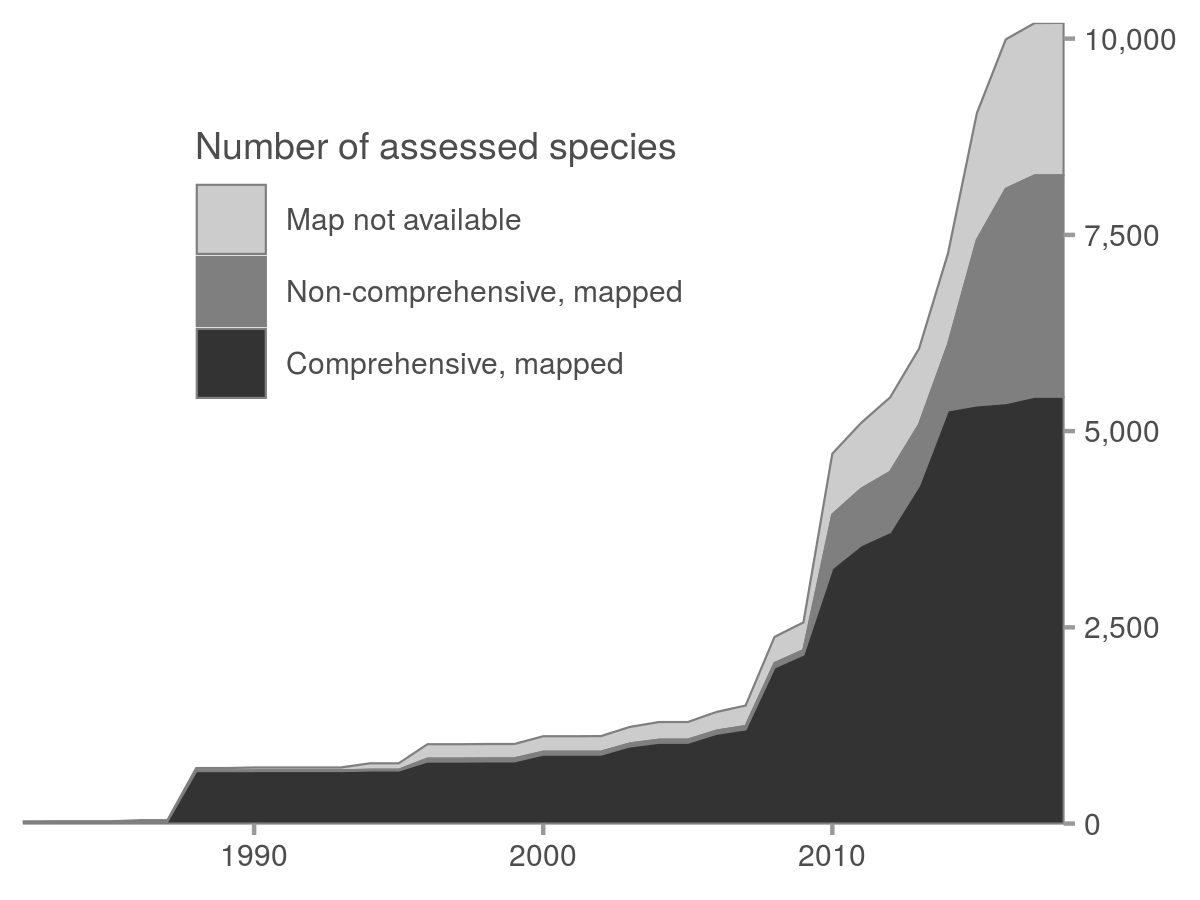 Number of assessed species
Map not available
Non-comprehensive, mapped
Comprehensive, mapped
10,000
7,500
5,000
2,500
0
1990 2000 2010